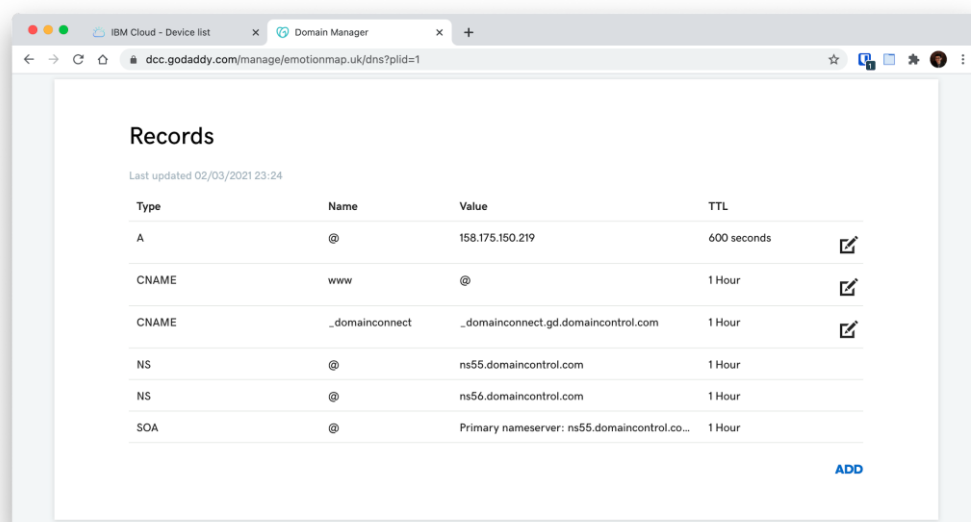 IBM Cloud - Device list
Domain Manager
dcc.godaddy.com/manage/emotionmap.uk/dns?plid=1
1
Records
Last updated 02/03/2021 23:24
Type Name Value TTL
A @ 158.175.150.219 600 seconds
CNAME www @ 1 Hour
CNAME _domainconnect _domainconnect.gd.domaincontrol.com 1 Hour
NS @ ns55.domaincontrol.com 1 Hour
NS @ ns56.domaincontrol.com 1 Hour
SOA @ Primary nameserver: ns55.domaincontrol.co... 1 Hour
ADD